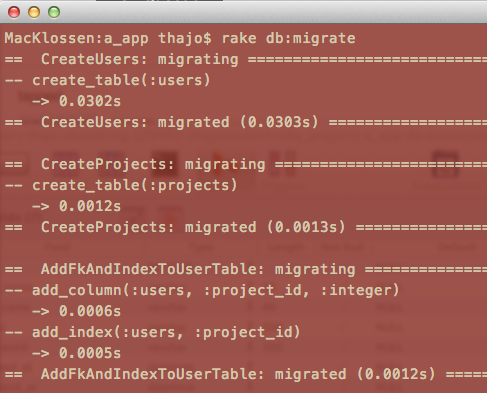 MacKlossen:a_app thajo$ rake db:migrate
==  CreateUsers: migrating ============================
-- create_table(:users)
   -> 0.0302s
==  CreateUsers: migrated (0.0303s) ===================
==  CreateProjects: migrating =========================
-- create_table(:projects)
   -> 0.0012s
==  CreateProjects: migrated (0.0013s) ================
==  AddFkAndIndexToUserTable: migrating ===============
-- add_column(:users, :project_id, :integer)
   -> 0.0006s
-- add_index(:users, :project_id)
   -> 0.0005s
==  AddFkAndIndexToUserTable: migrated (0.0012s) =====